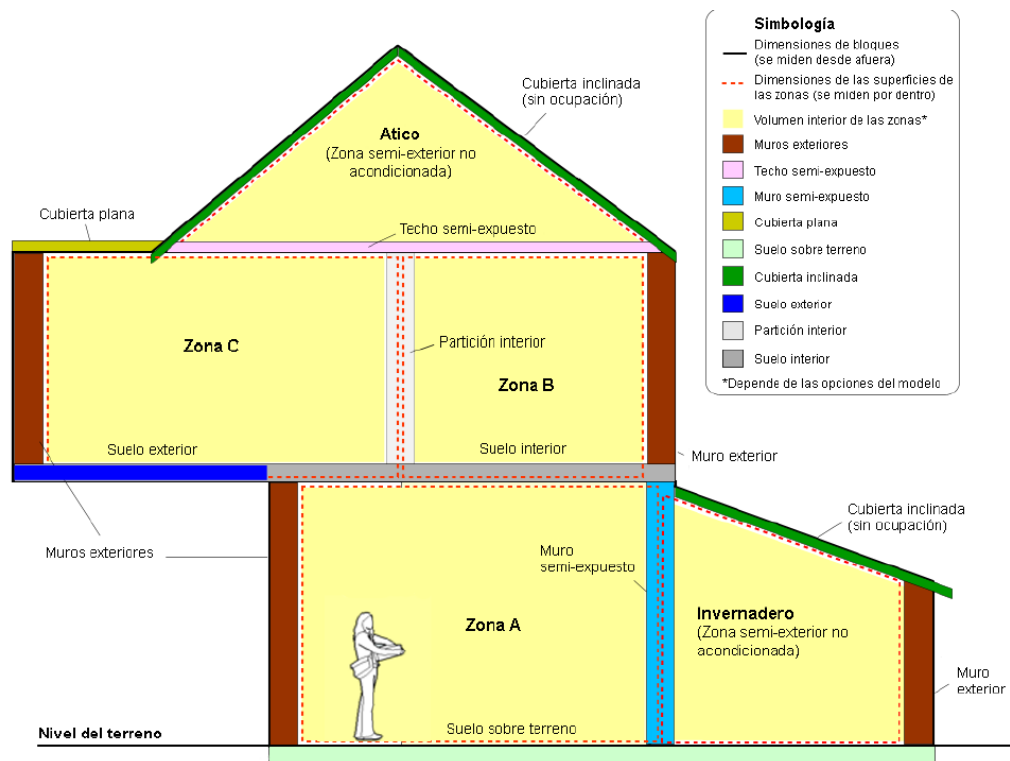 Simbología
Dimensiones de bloques
(se miden desde afuera)
Dimensiones de las superficies de
las zonas (se miden por dentro)
Volumen interior de las zonas*
Muros exteriores
Techo semi-expuesto
Muro semi-expuesto
Cubierta plana
Suelo sobre terreno
Cubierta inclinada
Suelo exterior
Partición interior
Suelo interior
*Depende de las opciones del modelo
Cubierta inclinada
(sin ocupación)
Atico
(Zona semi-exterior no
acondicionada)
Cubierta plana
Techo semi-expuesto
Zona C
Partición interior
Zona B
Suelo exterior
Suelo interior
Muro exterior
Cubierta inclinada
(sin ocupación)
Muros exteriores
Muro
semi-expuesto
Zona A
Invernadero
(Zona semi-exterior no
acondicionada)
Muro
exterior
Suelo sobre terreno
Nivel del terreno